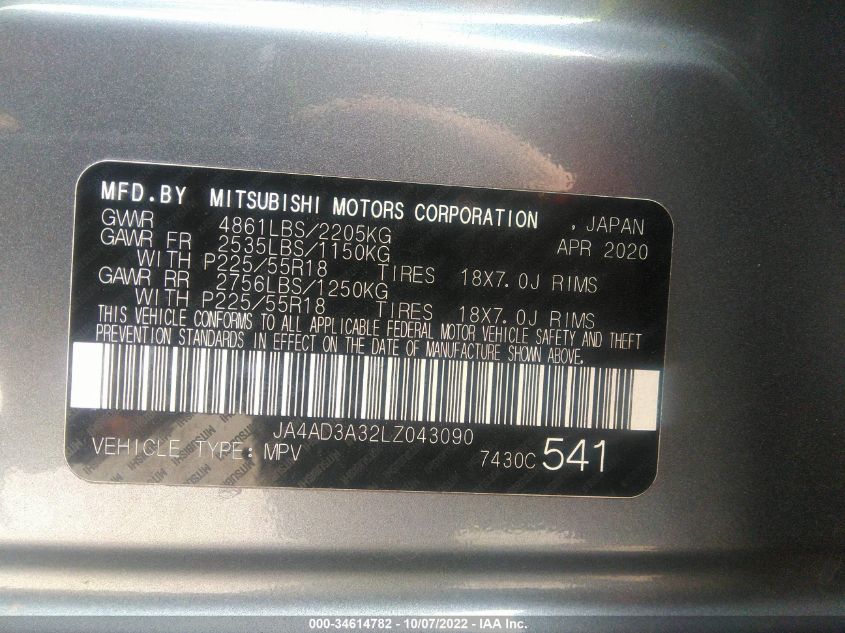 MFD.BY MITSUBISHI MOTORS CORPORATION , JAPAN
GVWR 4861LBS/2205KG APR 2020
GAWR FR 2535LBS/1150KG
WITH P225/55R18 TIRES 18X7.0J RIMS
GAWR RR 2756LBS/1250KG
WITH P225/55R18 TIRES 18X7.0J RIMS
THIS VEHICLE CONFORMS TO ALL APPLICABLE FEDERAL MOTOR VEHICLE SAFETY AND THEFT
PREVENTION STANDARDS IN EFFECT ON THE DATE OF MANUFACTURE SHOWN ABOVE.
JA4AD3A32LZ043090
VEHICLE TYPE: MPV 7430C 541
000-34614782 - 10/07/2022 - IAA Inc.